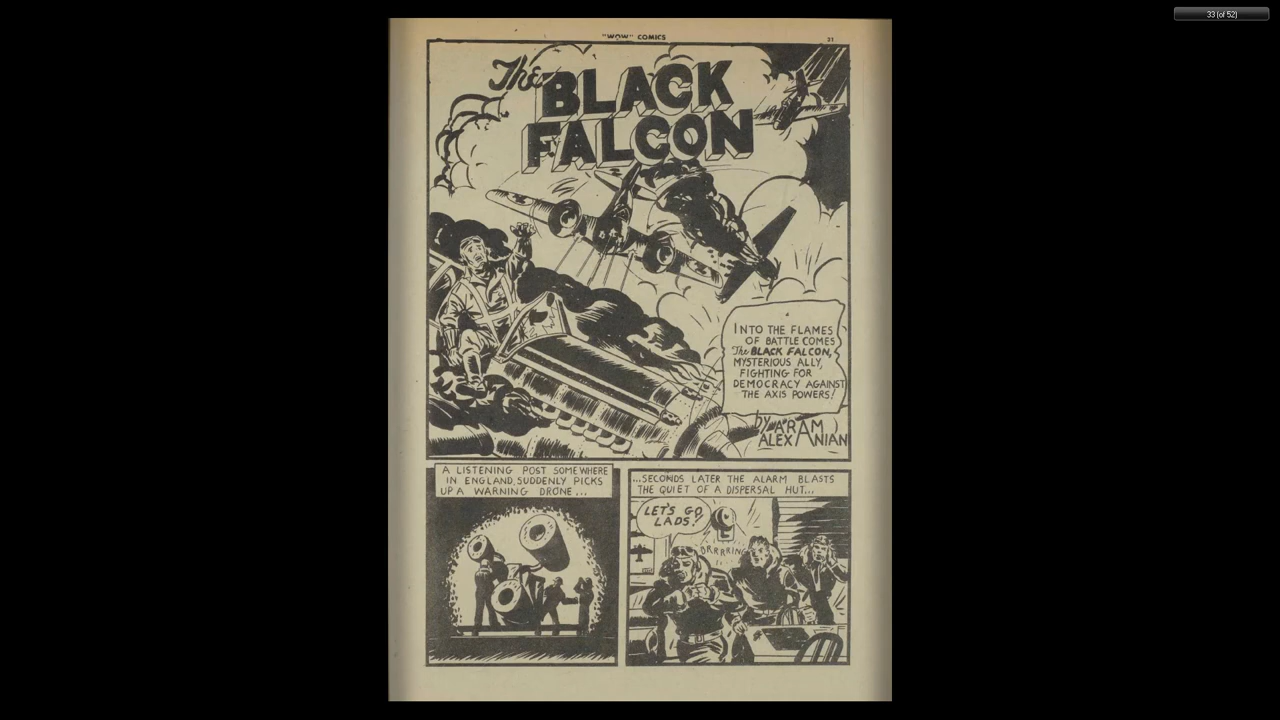 33 (of 52)
"WOW" COMICS
31
The
BLACK
FALCON
INTO THE FLAMES
OF BATTLE COMES
The BLACK FALCON,
MYSTERIOUS ALLY,
FIGHTING FOR
DEMOCRACY AGAINST
THE AXIS POWERS!
by ARAM
ALEXANIAN
A LISTENING POST SOMEWHERE
IN ENGLAND, SUDDENLY PICKS
UP A WARNING DRONE...
...SECONDS LATER THE ALARM BLASTS
THE QUIET OF A DISPERSAL HUT...
LET'S GO
LADS!
BRRRRING